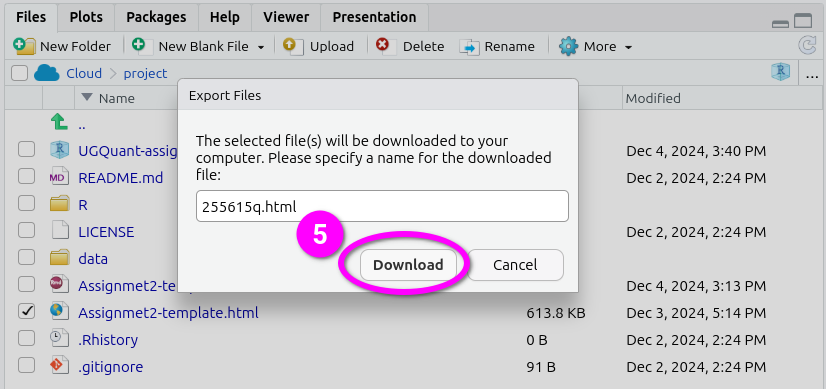 Files Plots Packages Help Viewer Presentation
New Folder New Blank File Upload Delete Rename More
Cloud project R ...
Name Modified
..
R UGQuant-assig Dec 4, 2024, 3:40 PM
MD README.md Dec 2, 2024, 2:24 PM
R
LICENSE Dec 2, 2024, 2:24 PM
data
Assignmet2-te Dec 4, 2024, 3:13 PM
Assignmet2-template.html 613.8 KB Dec 3, 2024, 5:14 PM
.Rhistory 0 B Dec 2, 2024, 2:24 PM
.gitignore 91 B Dec 2, 2024, 2:24 PM
Export Files
The selected file(s) will be downloaded to your
computer. Please specify a name for the downloaded
file:
255615q.html
5
Download Cancel